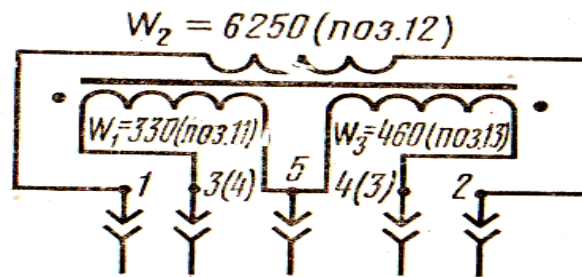 W₂ = 6250 (поз.12)
W₁=330(поз.11)
W₃=460(поз.13)
1 3(4) 5 4(3) 2